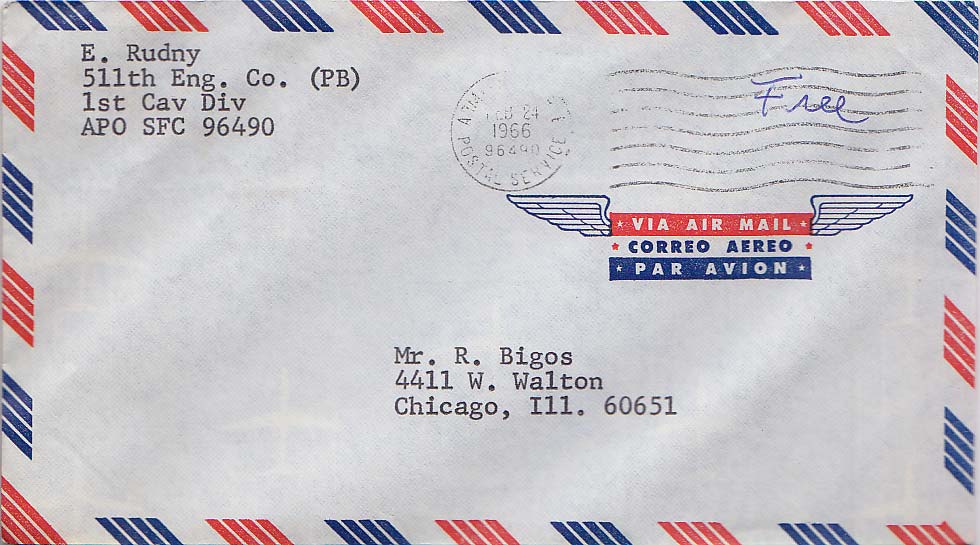 E. Rudny
511th Eng. Co. (PB)
1st Cav Div
APO SFC 96490
POSTAL SERVICE
24
1966
96490
Free
VIA AIR MAIL
CORREO AEREO
PAR AVION
Mr. R. Bigos
4411 W. Walton
Chicago, Ill. 60651